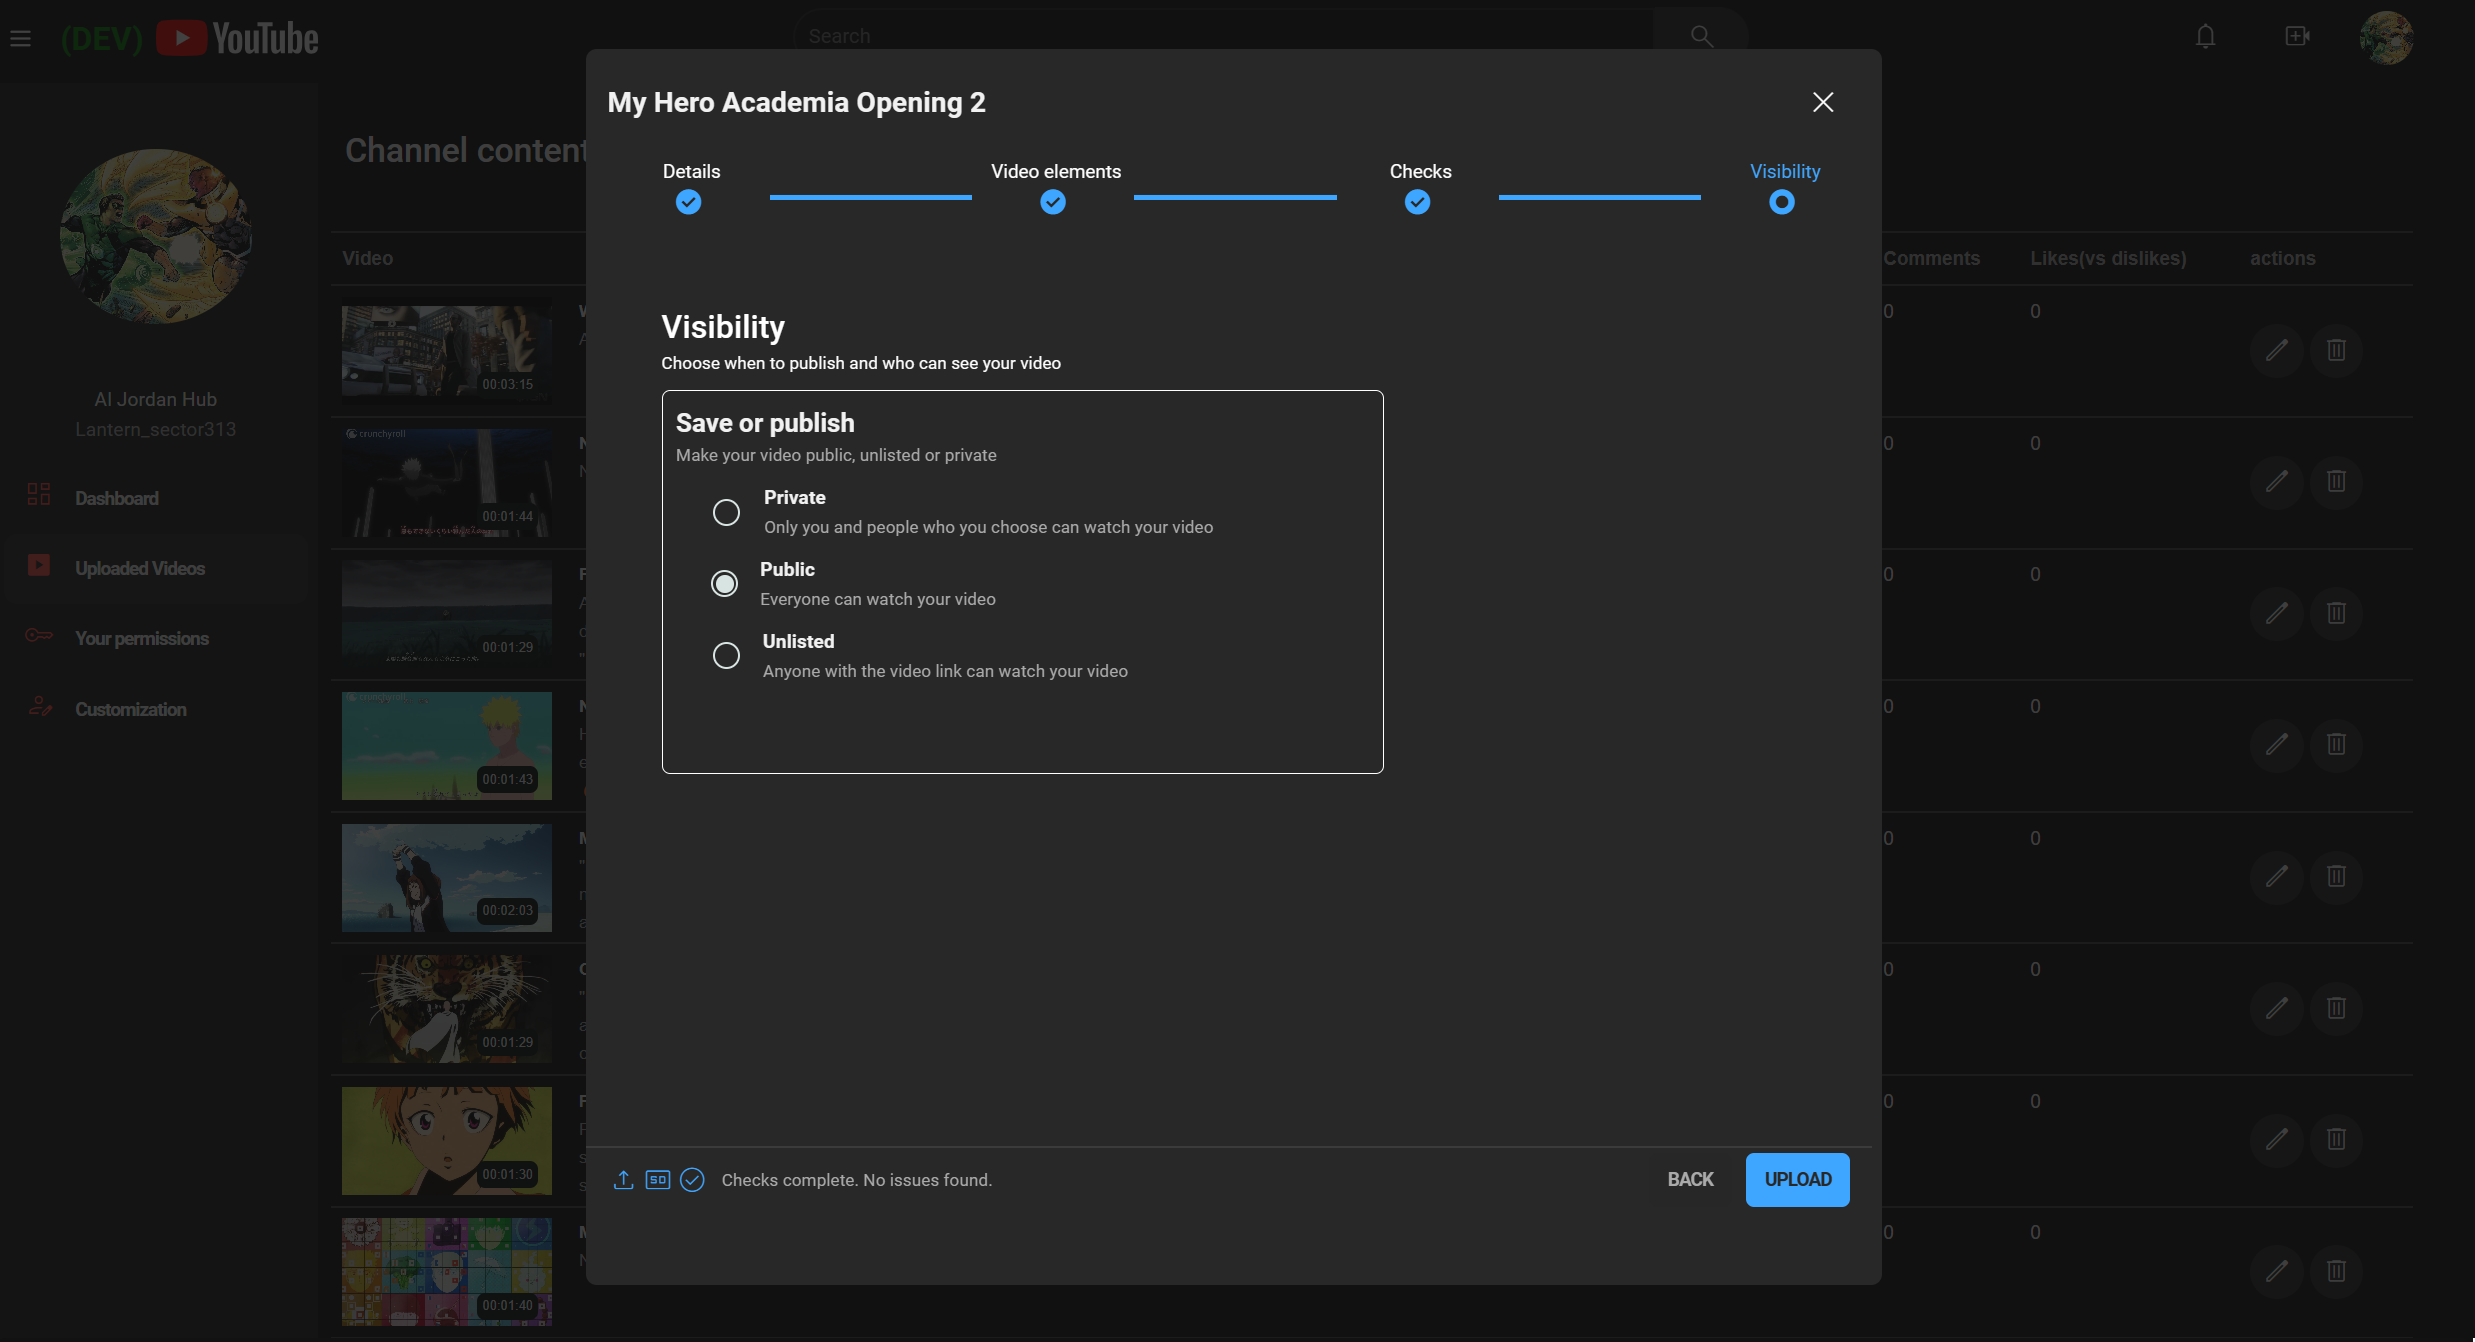 (DEV) YouTube
Search
My Hero Academia Opening 2
Details
Video elements
Checks
Visibility
Channel content
Video
Comments
Likes(vs dislikes)
actions
Al Jordan Hub
Lantern_sector313
Dashboard
Uploaded Videos
Your permissions
Customization
Visibility
Choose when to publish and who can see your video
Save or publish
Make your video public, unlisted or private
Private
Only you and people who you choose can watch your video
Public
Everyone can watch your video
Unlisted
Anyone with the video link can watch your video
00:03:15
0
0
crunchyroll
00:01:44
0
0
00:01:29
0
0
crunchyroll
00:01:43
0
0
00:02:03
0
0
00:01:29
0
0
00:01:30
0
0
00:01:40
0
0
SD
Checks complete. No issues found.
BACK
UPLOAD